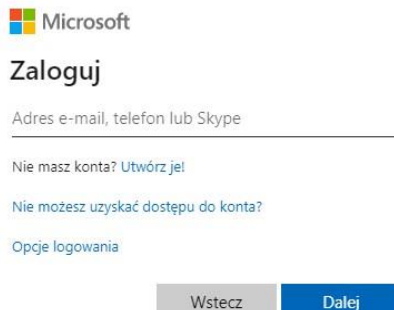 Microsoft
Zaloguj
Adres e-mail, telefon lub Skype
Nie masz konta? Utwórz je!
Nie możesz uzyskać dostępu do konta?
Opcje logowania
Wstecz Dalej